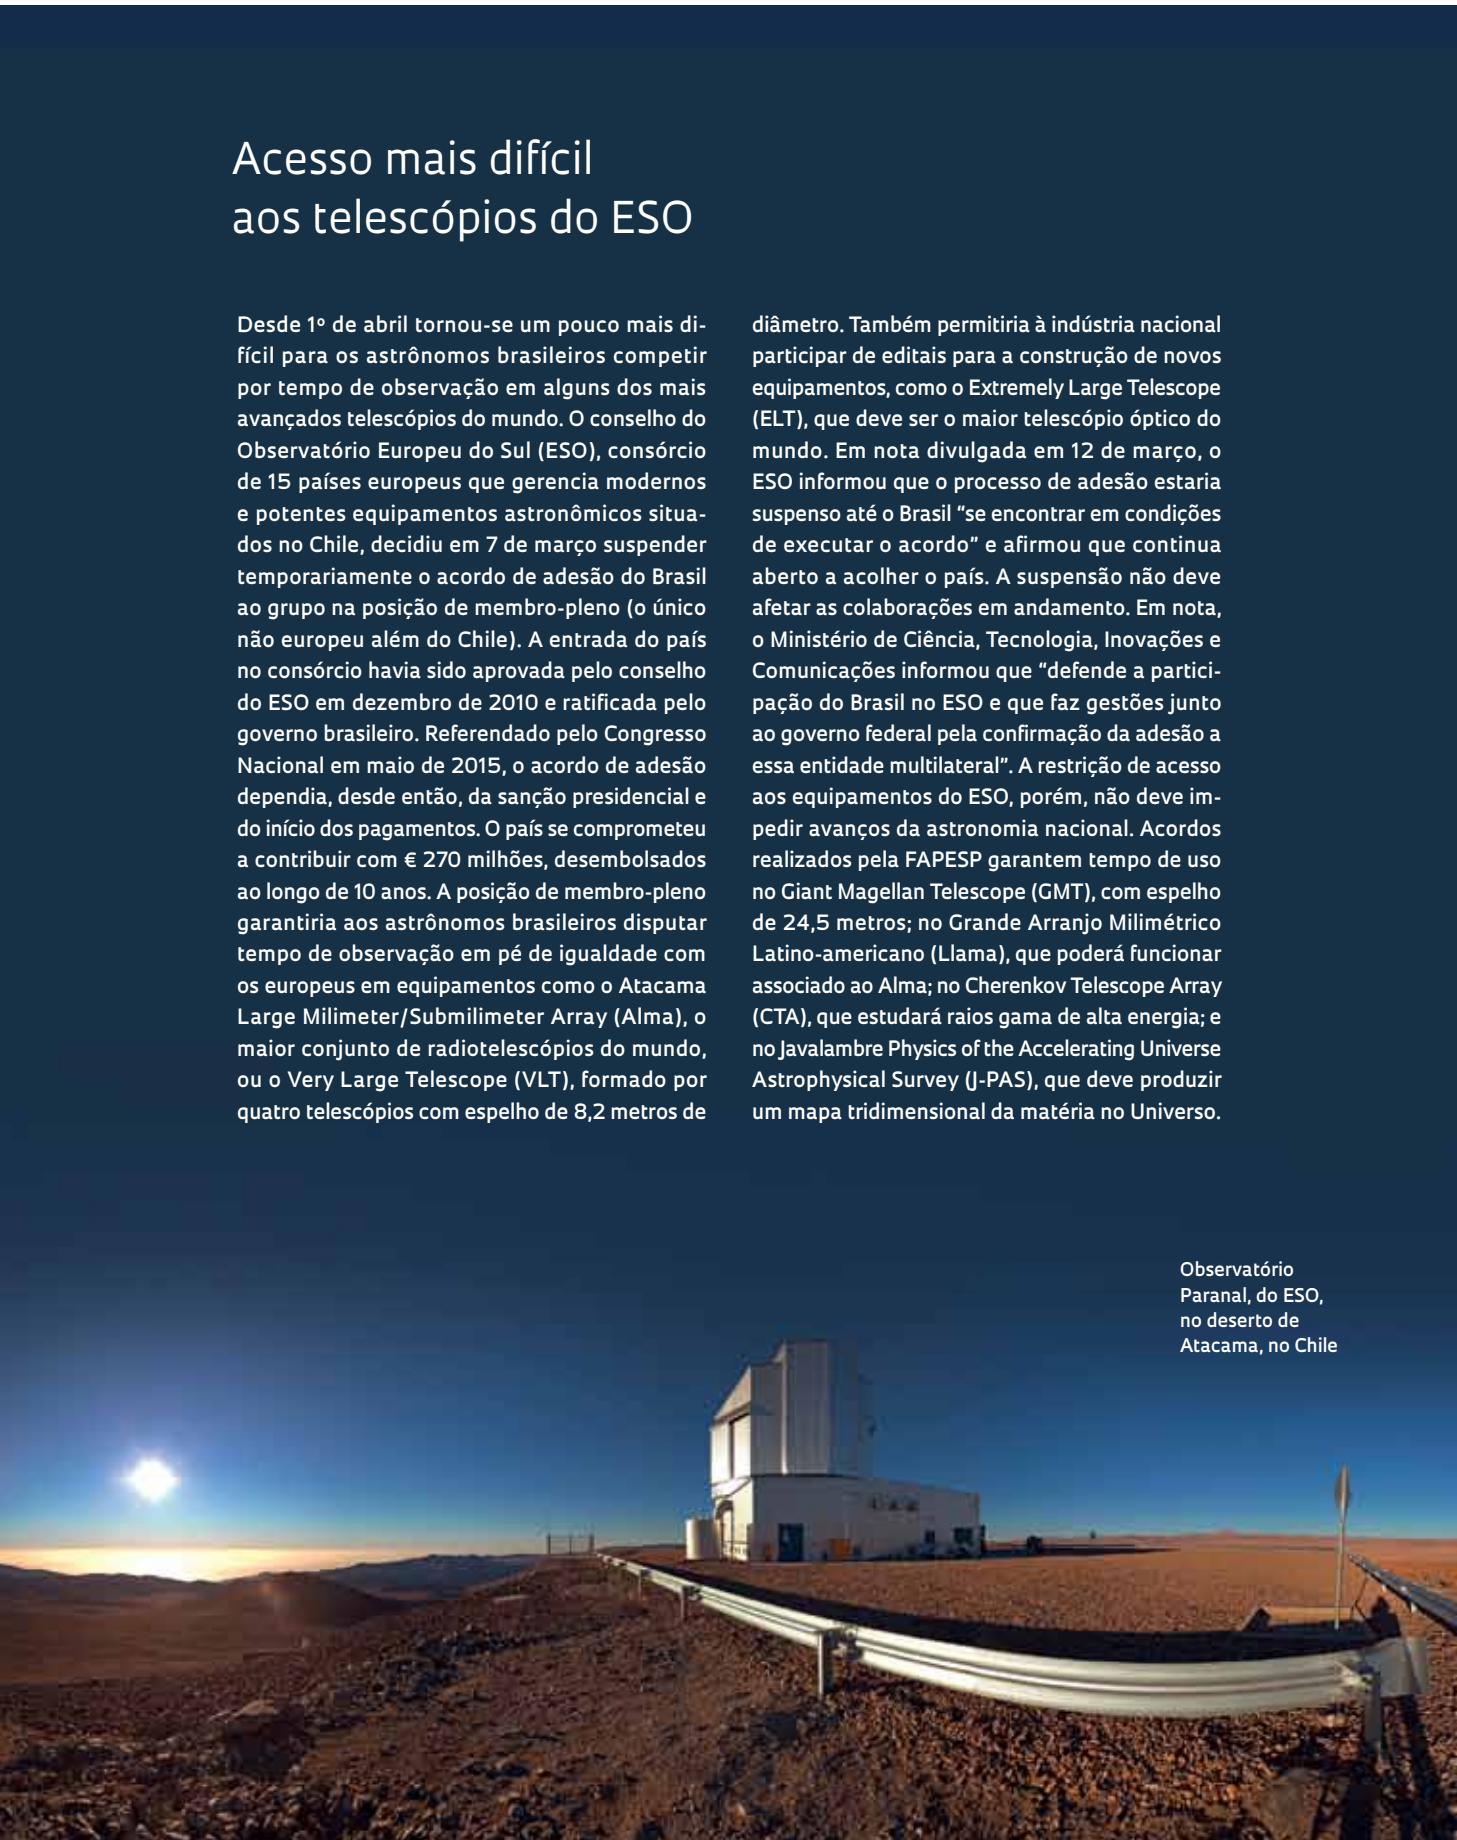 Acesso mais difícil
aos telescópios do ESO
Desde 1º de abril tornou-se um pouco mais di-
fícil para os astrônomos brasileiros competir
por tempo de observação em alguns dos mais
avançados telescópios do mundo. O conselho do
Observatório Europeu do Sul (ESO), consórcio
de 15 países europeus que gerencia modernos
e potentes equipamentos astronômicos situa-
dos no Chile, decidiu em 7 de março suspender
temporariamente o acordo de adesão do Brasil
ao grupo na posição de membro-pleno (o único
não europeu além do Chile). A entrada do país
no consórcio havia sido aprovada pelo conselho
do ESO em dezembro de 2010 e ratificada pelo
governo brasileiro. Referendado pelo Congresso
Nacional em maio de 2015, o acordo de adesão
dependia, desde então, da sanção presidencial e
do início dos pagamentos. O país se comprometeu
a contribuir com € 270 milhões, desembolsados
ao longo de 10 anos. A posição de membro-pleno
garantiria aos astrônomos brasileiros disputar
tempo de observação em pé de igualdade com
os europeus em equipamentos como o Atacama
Large Milimeter/Submilimeter Array (Alma), o
maior conjunto de radiotelescópios do mundo,
ou o Very Large Telescope (VLT), formado por
quatro telescópios com espelho de 8,2 metros de
diâmetro. Também permitiria à indústria nacional
participar de editais para a construção de novos
equipamentos, como o Extremely Large Telescope
(ELT), que deve ser o maior telescópio óptico do
mundo. Em nota divulgada em 12 de março, o
ESO informou que o processo de adesão estaria
suspenso até o Brasil “se encontrar em condições
de executar o acordo” e afirmou que continua
aberto a acolher o país. A suspensão não deve
afetar as colaborações em andamento. Em nota,
o Ministério de Ciência, Tecnologia, Inovações e
Comunicações informou que “defende a partici-
pação do Brasil no ESO e que faz gestões junto
ao governo federal pela confirmação da adesão a
essa entidade multilateral”. A restrição de acesso
aos equipamentos do ESO, porém, não deve im-
pedir avanços da astronomia nacional. Acordos
realizados pela FAPESP garantem tempo de uso
no Giant Magellan Telescope (GMT), com espelho
de 24,5 metros; no Grande Arranjo Milimétrico
Latino-americano (Llama), que poderá funcionar
associado ao Alma; no Cherenkov Telescope Array
(CTA), que estudará raios gama de alta energia; e
no Javalambre Physics of the Accelerating Universe
Astrophysical Survey (J-PAS), que deve produzir
um mapa tridimensional da matéria no Universo.
Observatório
Paranal, do ESO,
no deserto de
Atacama, no Chile